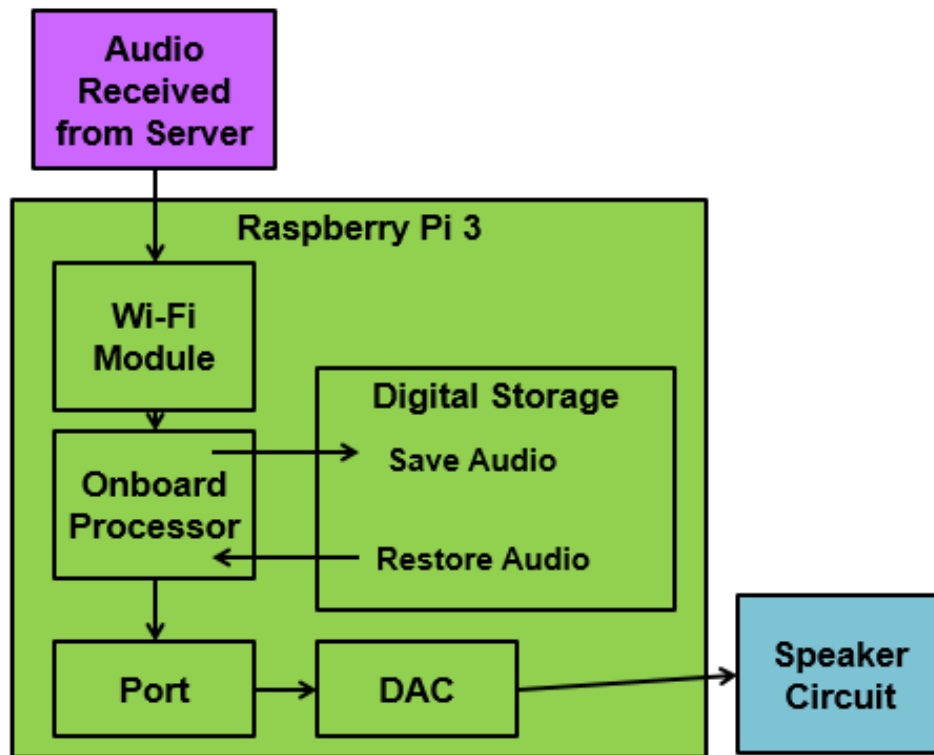 Audio
Received
from Server
Raspberry Pi 3
Wi-Fi
Module
Digital Storage
Save Audio
Onboard
Processor
Restore Audio
Port
DAC
Speaker
Circuit